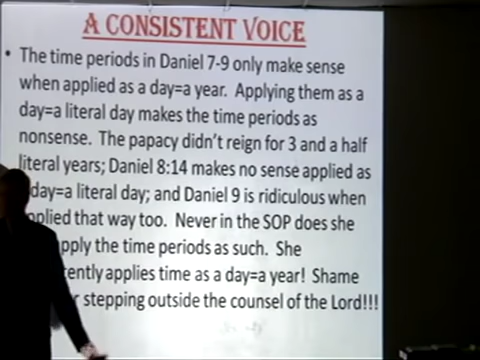 A CONSISTENT VOICE
• The time periods in Daniel 7-9 only make sense
when applied as a day=a year. Applying them as a
day=a literal day makes the time periods as
nonsense. The papacy didn't reign for 3 and a half
literal years; Daniel 8:14 makes no sense applied as
day=a literal day; and Daniel 9 is ridiculous when
that way too. Never in the SOP does she
the time periods as such. She
applies time as a day=a year! Shame
stepping outside the counsel of the Lord!!!